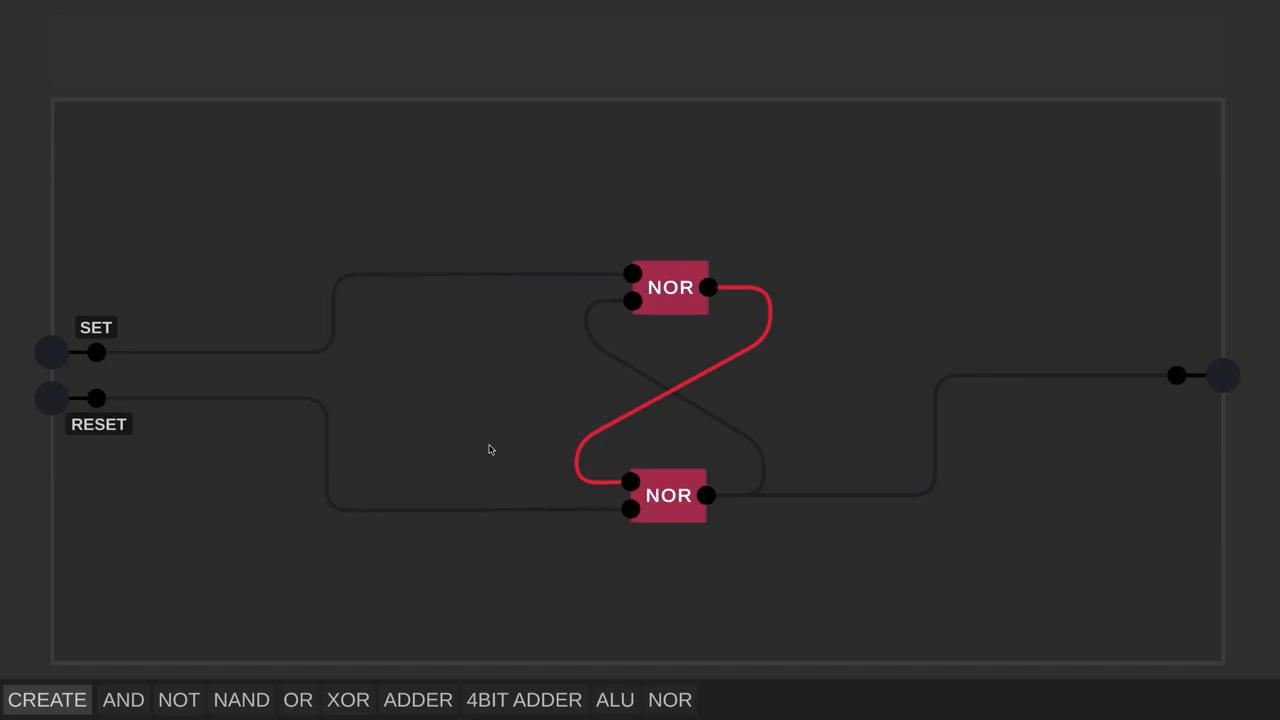 NOR
SET
RESET
NOR
CREATE AND NOT NAND OR XOR ADDER 4BIT ADDER ALU NOR